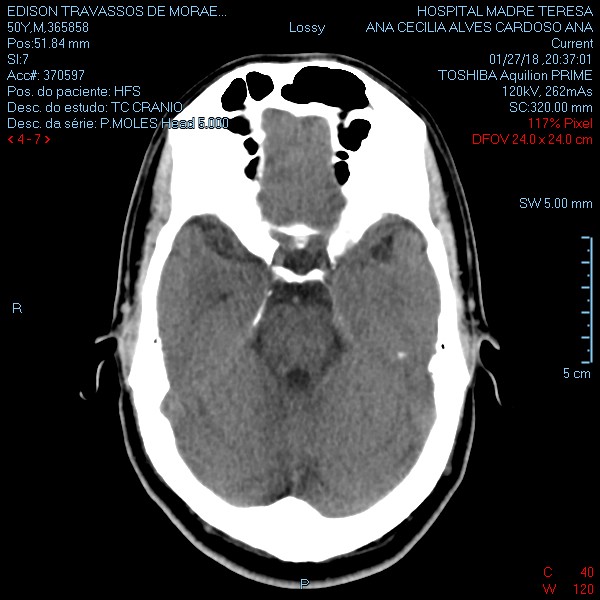 EDISON TRAVASSOS DE MORAE...
50Y,M,365858
Pos:51.84 mm
SI:7
Acc#: 370597
Pos. do paciente: HFS
Desc. do estudo: TC CRANIO
Desc. da série: P.MOLES Head 5.000
< 4 - 7 >
Lossy
HOSPITAL MADRE TERESA
ANA CECILIA ALVES CARDOSO ANA
Current
01/27/18 ,20:37:01
TOSHIBA Aquilion PRIME
120kV, 262mAs
SC:320.00 mm
117% Pixel
DFOV 24.0 x 24.0 cm
SW 5.00 mm
R
5 cm
P
C 40
W 120